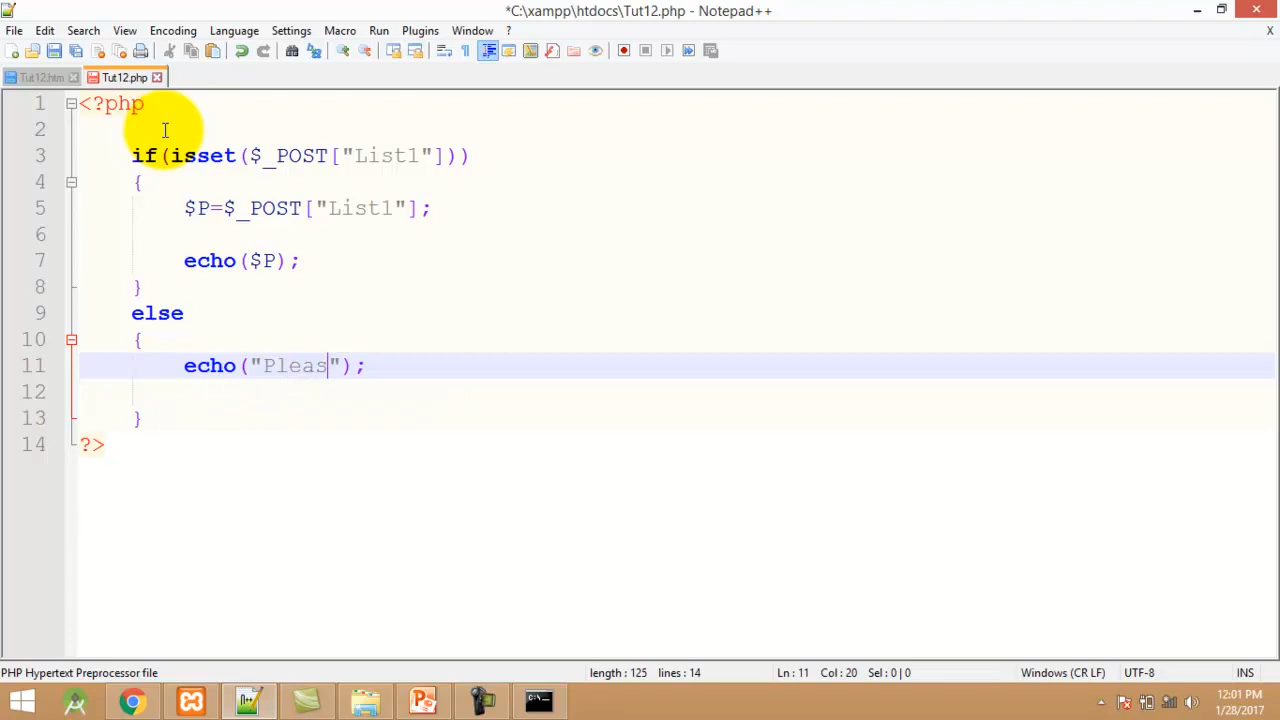 *C:\xampp\htdocs\Tut12.php - Notepad++
File Edit Search View Encoding Language Settings Macro Run Plugins Window ? X
Tut12.htm Tut12.php
1 <?php
2
3 if(isset($_POST["List1"]))
4 {
5 $P=$_POST["List1"];
6
7 echo($P);
8 }
9 else
10 {
11 echo("Pleas");
12
13 }
14 ?>
PHP Hypertext Preprocessor file length : 125 lines : 14 Ln : 11 Col : 20 Sel : 0 | 0 Windows (CR LF) UTF-8 INS
12:01 PM
1/28/2017